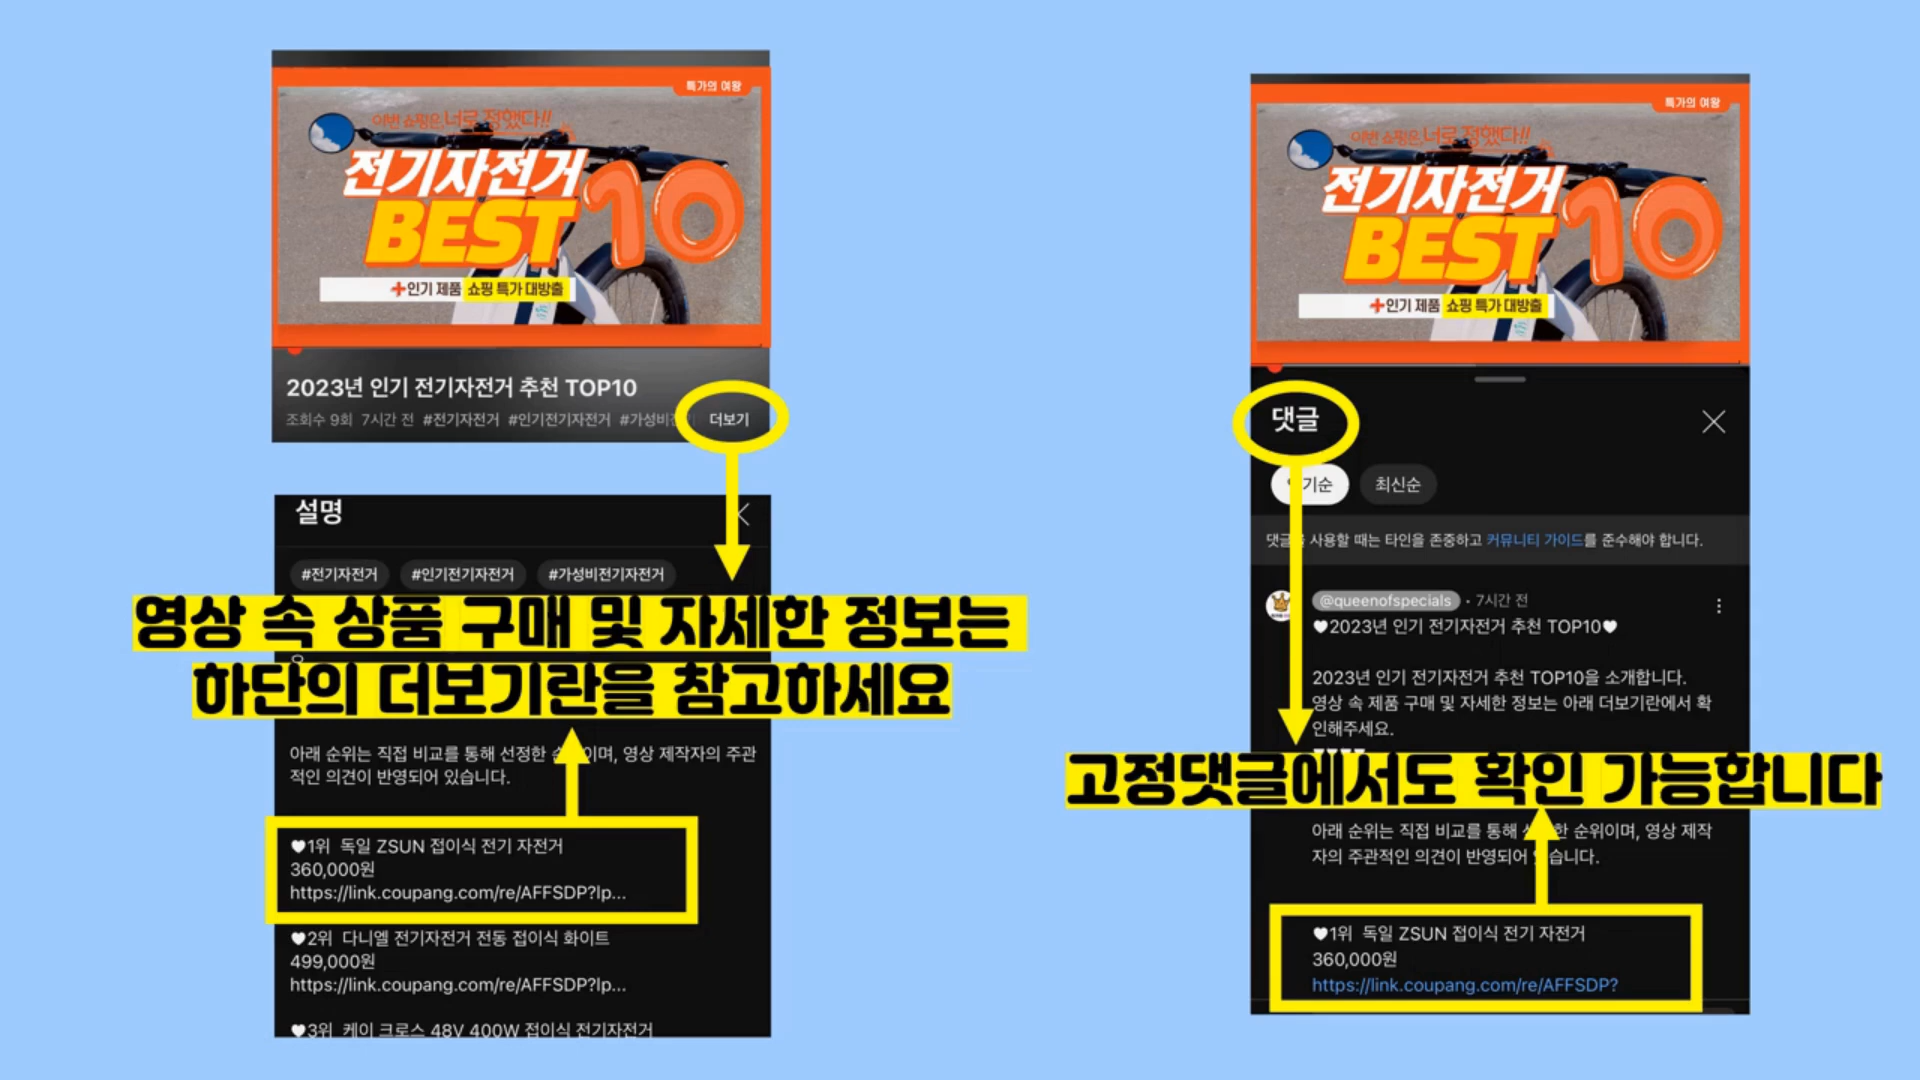 특가의 여왕
이번 쇼핑은 너로 정했다!!
전기자전거
BEST 10
+인기 제품 쇼핑 특가 대방출
2023년 인기 전기자전거 추천 TOP10
조회수 9회 7시간 전 #전기자전거 #인기전기자전거 #가성비전기 더보기
설명
#전기자전거 #인기전기자전거 #가성비전기자전거
영상 속 상품 구매 및 자세한 정보는
하단의 더보기란을 참고하세요
아래 순위는 직접 비교를 통해 선정한 순위이며, 영상 제작자의 주관
적인 의견이 반영되어 있습니다.
♥1위 독일 ZSUN 접이식 전기 자전거
360,000원
https://link.coupang.com/re/AFFSDP?lp...
♥2위 다니엘 전기자전거 전동 접이식 화이트
499,000원
https://link.coupang.com/re/AFFSDP?lp...
♥3위 케이 크로스 48V 400W 접이식 전기자전거
특가의 여왕
이번 쇼핑은 너로 정했다!!
전기자전거
BEST 10
+인기 제품 쇼핑 특가 대방출
댓글
인기순 최신순
댓글을 사용할 때는 타인을 존중하고 커뮤니티 가이드를 준수해야 합니다.
@queenofspecials · 7시간 전
♥2023년 인기 전기자전거 추천 TOP10♥
2023년 인기 전기자전거 추천 TOP10을 소개합니다.
영상 속 제품 구매 및 자세한 정보는 아래 더보기란에서 확
인해주세요.
고정댓글에서도 확인 가능합니다
아래 순위는 직접 비교를 통해 선정한 순위이며, 영상 제작
자의 주관적인 의견이 반영되어 있습니다.
♥1위 독일 ZSUN 접이식 전기 자전거
360,000원
https://link.coupang.com/re/AFFSDP?